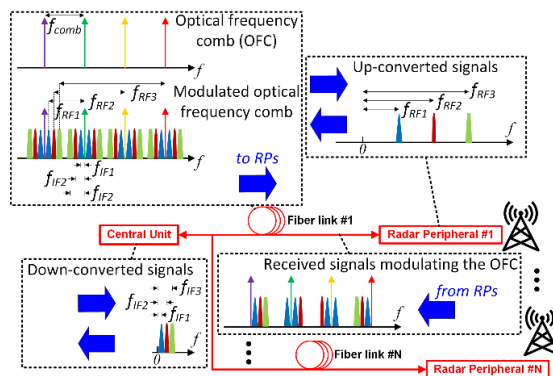 f_comb
Optical frequency
comb (OFC)
f
Modulated optical
frequency comb
f_RF3
f_RF1
f_RF2
f
f_IF1
f_IF2
f_IF2
to RPs
Up-converted signals
f_RF3
f_RF2
f_RF1
0
f
Fiber link #1
Central Unit
Radar Peripheral #1
Down-converted signals
f_IF3
f_IF2
f_IF1
0
f
Received signals modulating the OFC
from RPs
f
Fiber link #N
Radar Peripheral #N